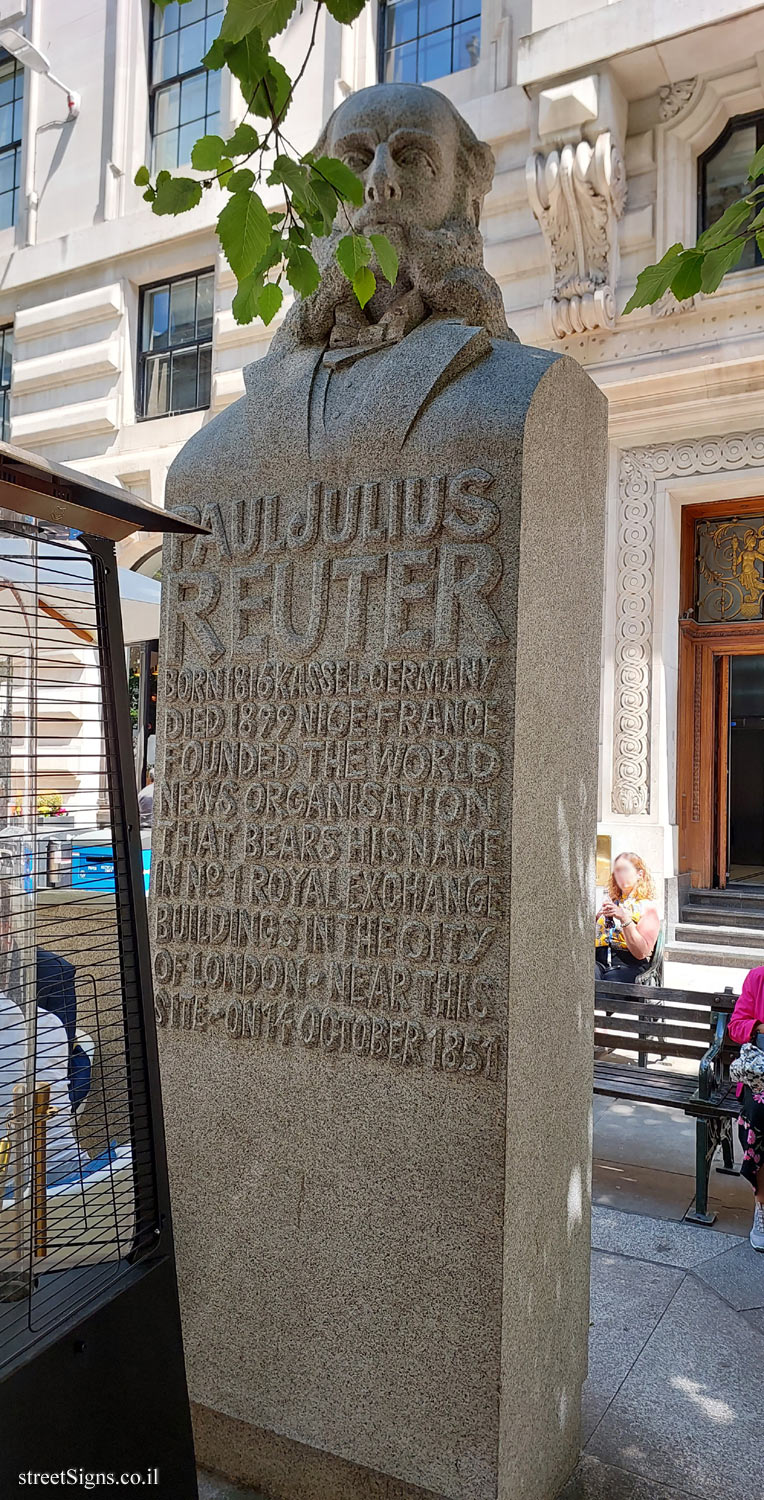 PAUL JULIUS
REUTER
BORN 1816 KASSEL · GERMANY
DIED 1899 NICE · FRANCE
FOUNDED THE WORLD
NEWS ORGANISATION
THAT BEARS HIS NAME
IN Nº 1 ROYAL EXCHANGE
BUILDINGS IN THE CITY
OF LONDON · NEAR THIS
SITE · ON 14 OCTOBER 1851
streetSigns.co.il